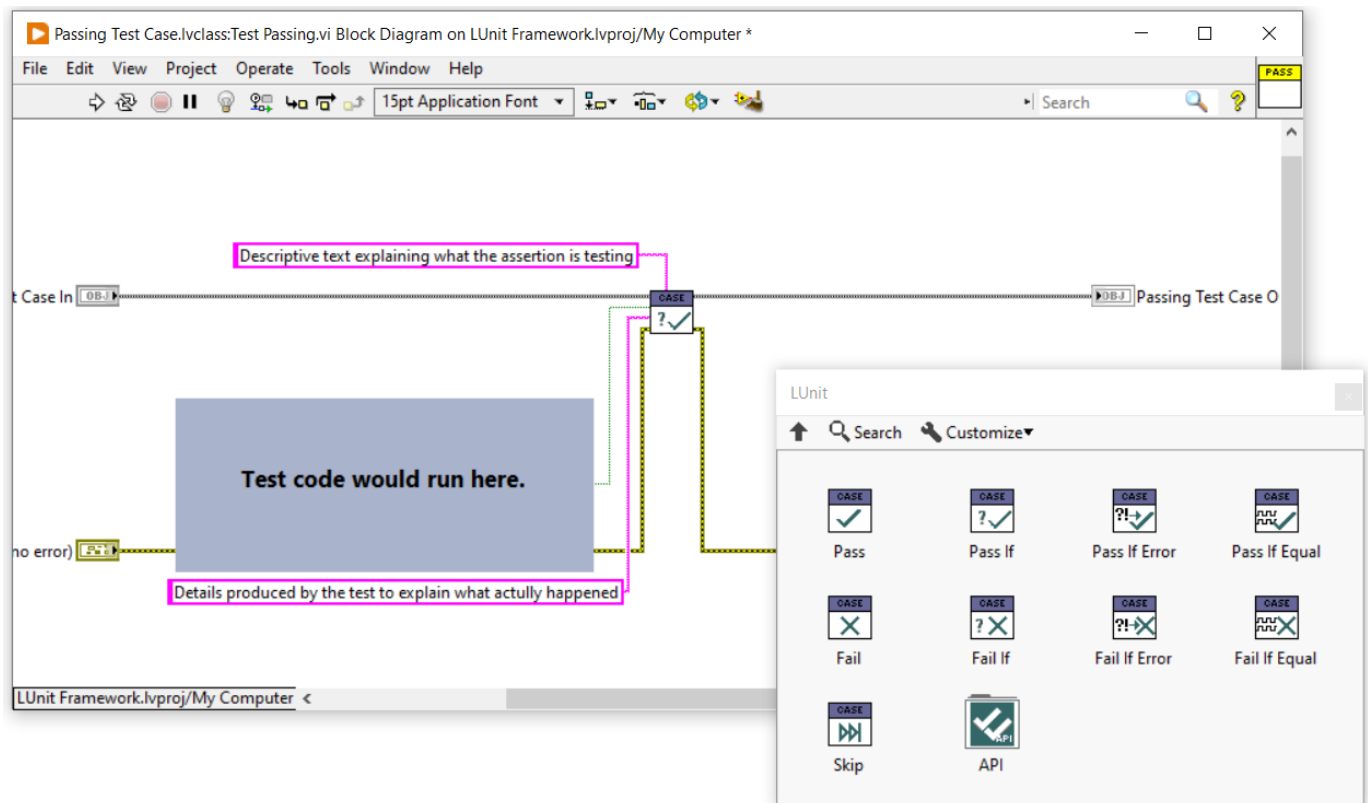 Passing Test Case.lvclass:Test Passing.vi Block Diagram on LUnit Framework.lvproj/My Computer *
File Edit View Project Operate Tools Window Help
PASS
15pt Application Font
Search
Descriptive text explaining what the assertion is testing
t Case In OBJ
CASE
?
OBJ Passing Test Case O
Test code would run here.
no error)
Details produced by the test to explain what actully happened
LUnit Framework.lvproj/My Computer
LUnit
Search Customize
CASE CASE CASE CASE
? ?!
Pass Pass If Pass If Error Pass If Equal
CASE CASE CASE CASE
? ?!
Fail Fail If Fail If Error Fail If Equal
CASE
API
Skip API